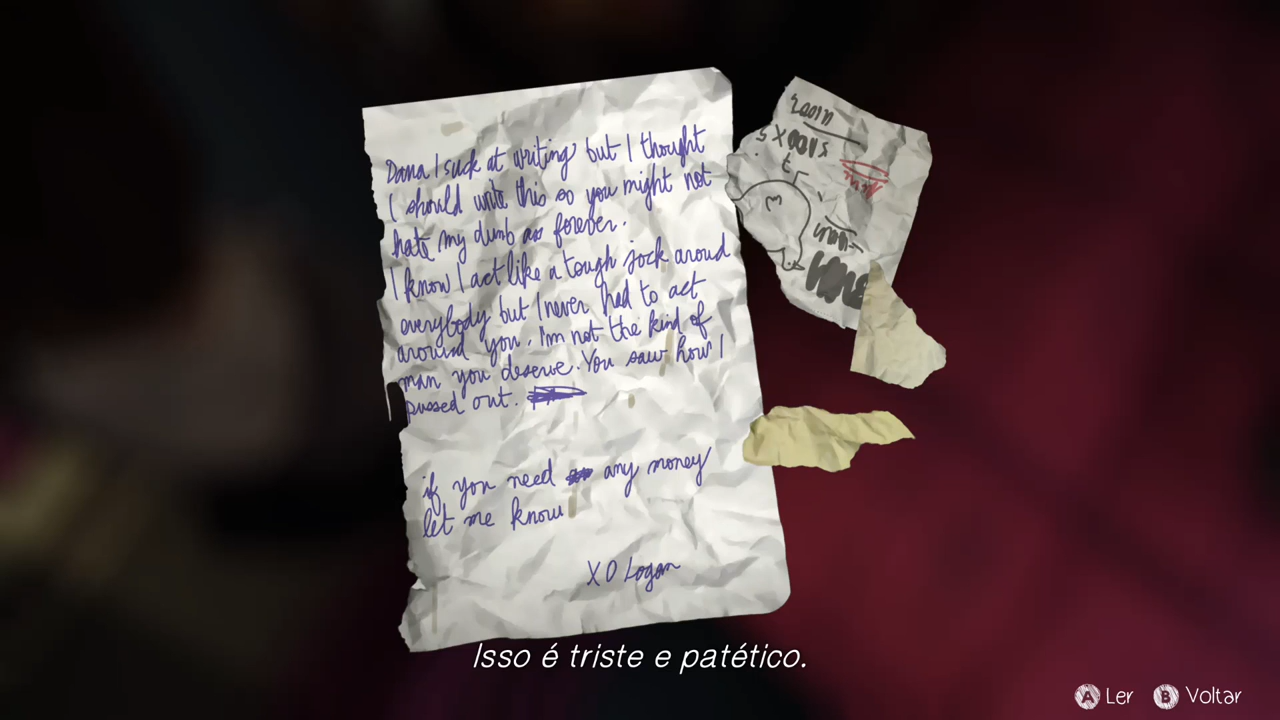 Dana I suck at writing but I thought
I should write this so you might not
hate my dumb ass forever.
I know I act like a tough jock aroud
everybody but I never had to act
around you. I'm not the kind of
man you deserve. You saw how I
pussed out.
if you need any money
let me know
XO Logan
Isso é triste e patético.
A Ler B Voltar